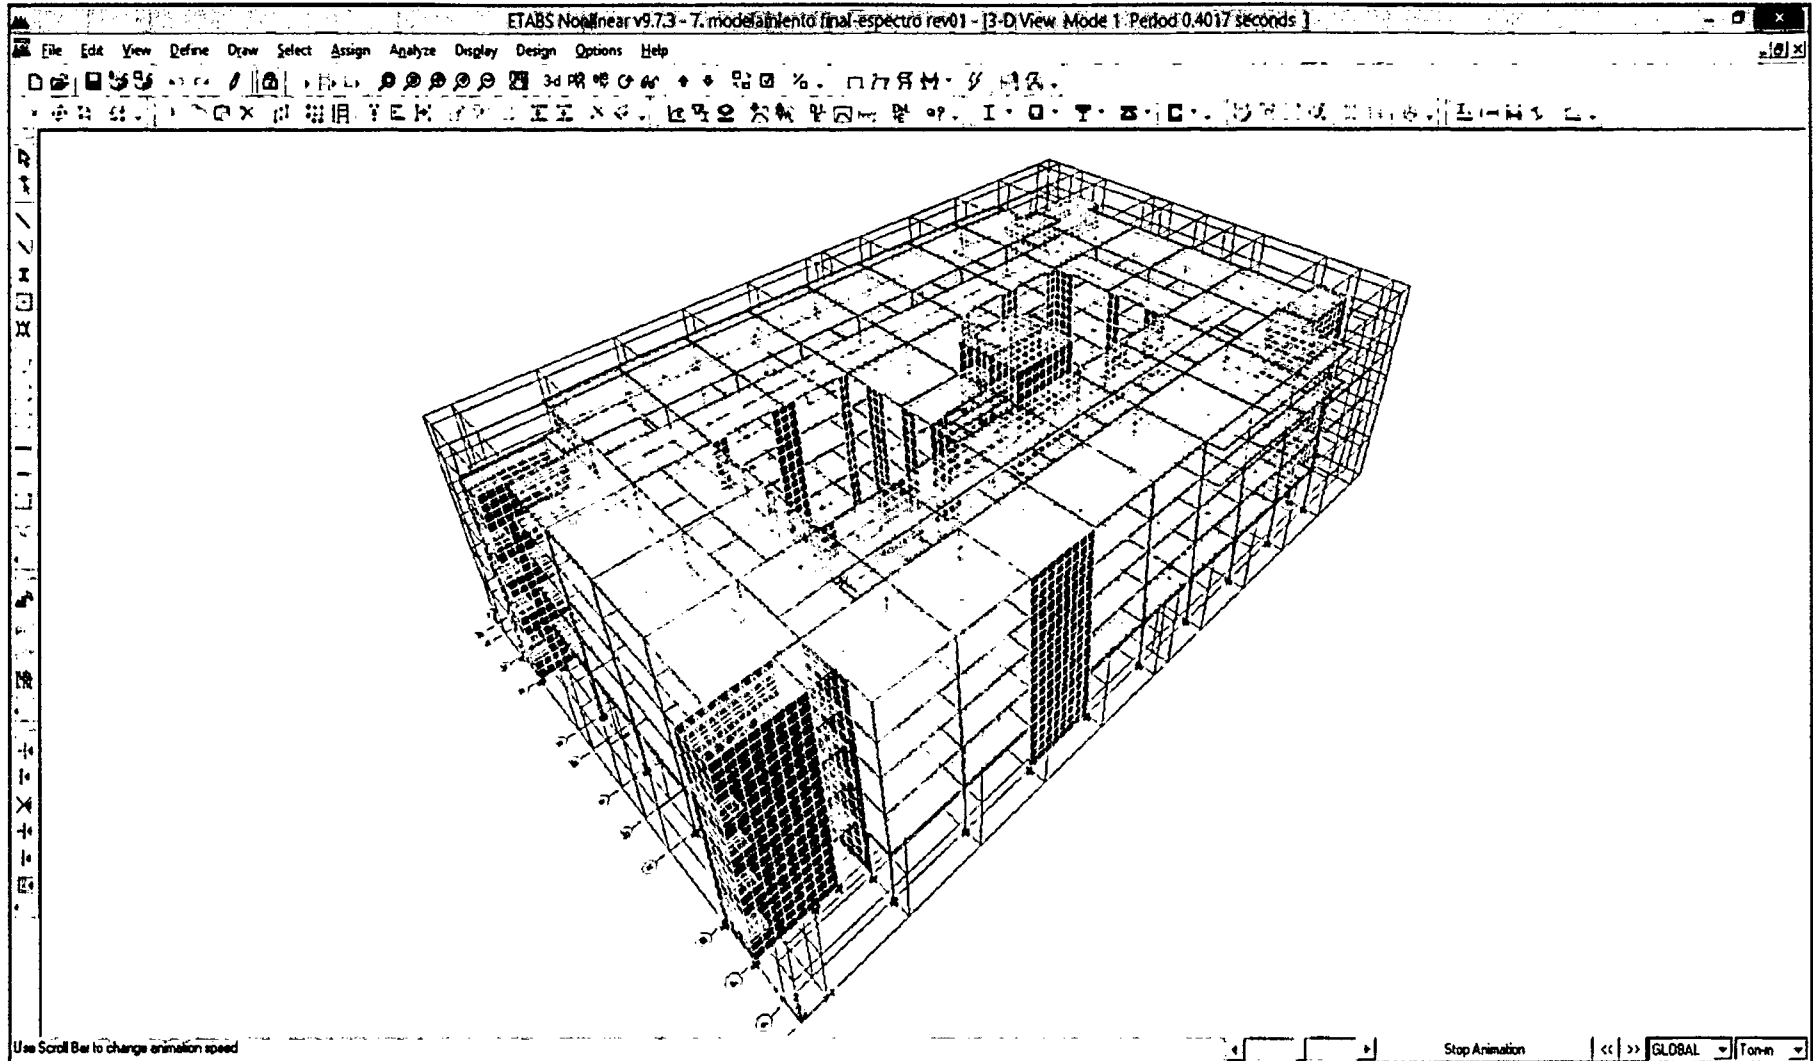 ETABS Nonlinear v9.7.3 - 7. modelamiento final-espectro rev01 - [3-D View Mode 1 Period 0.4017 seconds ]
File Edit View Define Draw Select Assign Analyze Display Design Options Help
3-d
Use Scroll Bar to change animation speed
Stop Animation
<< >>
GLOBAL
Ton-m